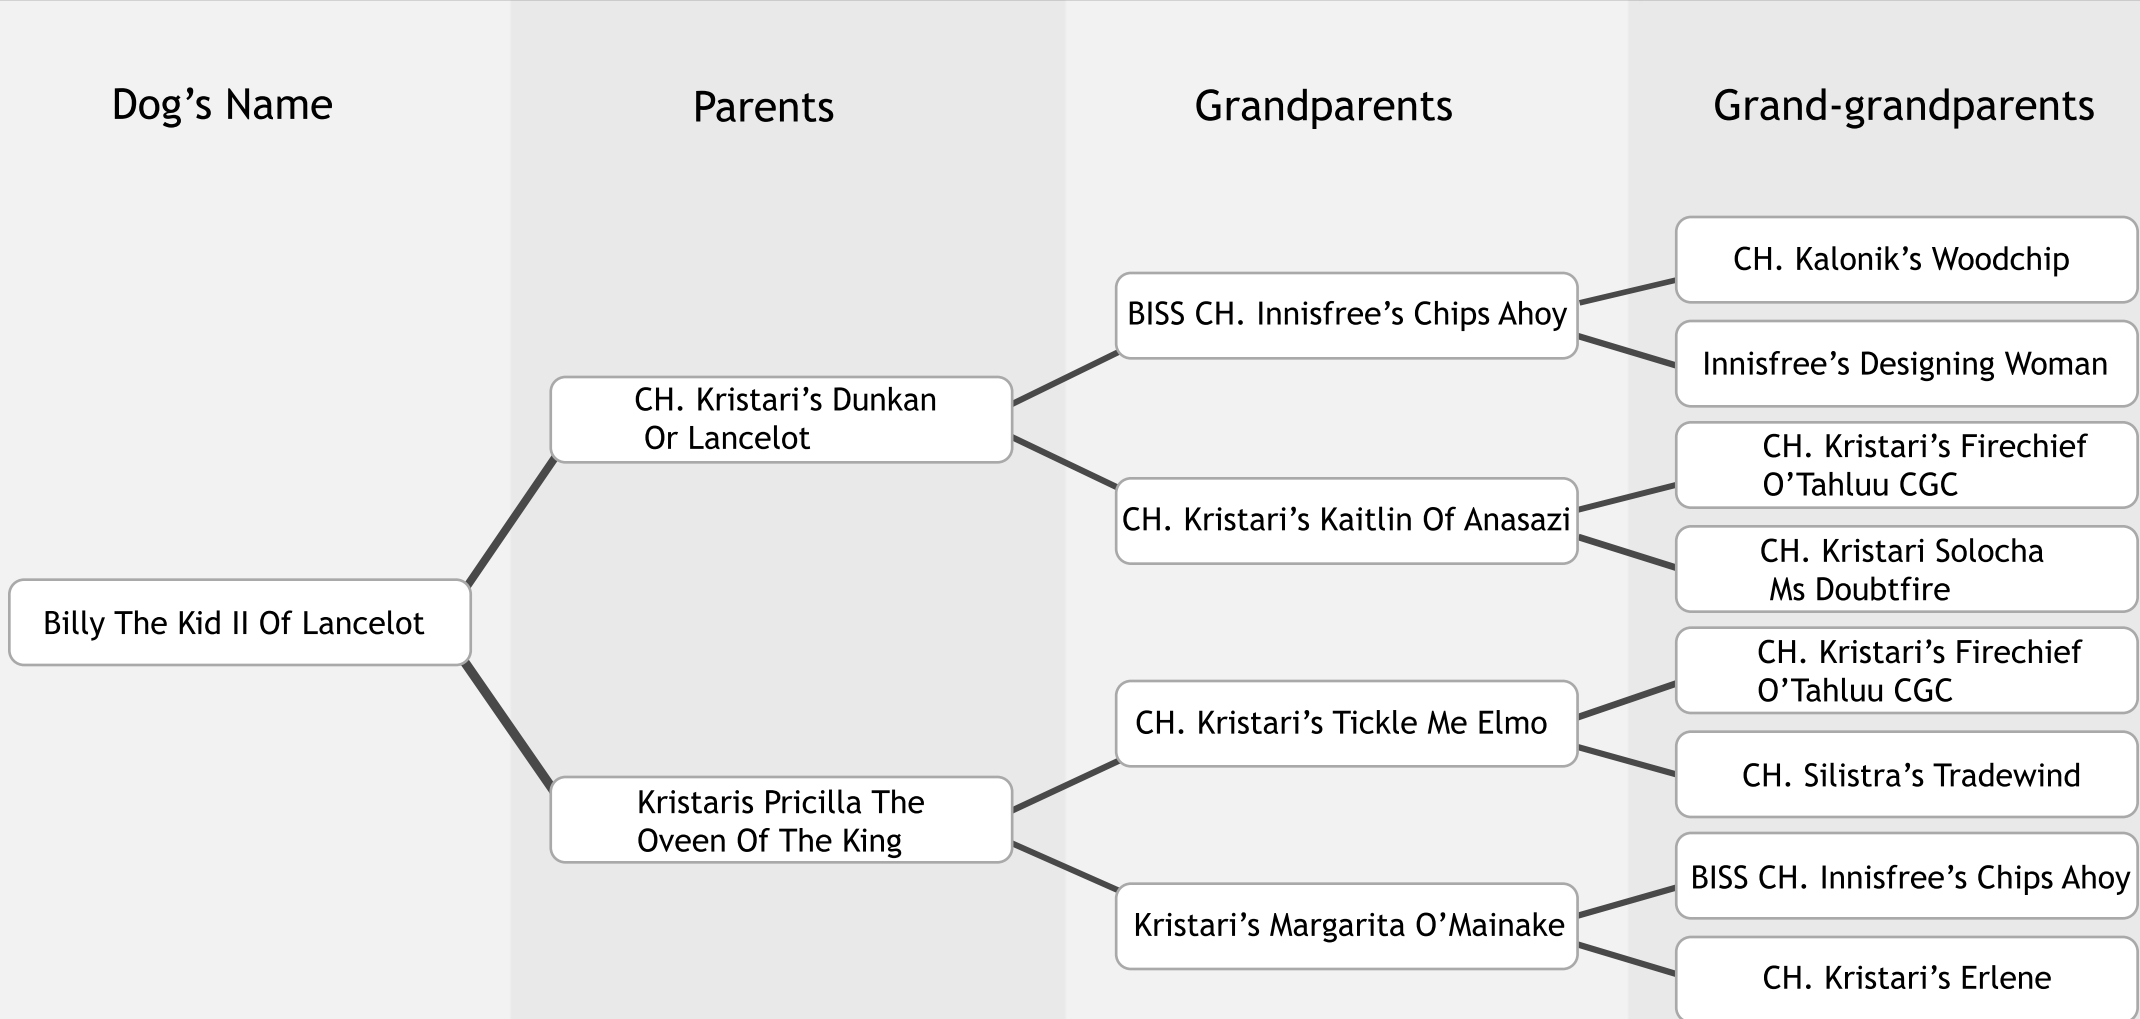 Dog’s Name
Parents
Grandparents
Grand-grandparents
Billy The Kid II Of Lancelot
CH. Kristari’s Dunkan
Or Lancelot
Kristaris Pricilla The
Oveen Of The King
BISS CH. Innisfree’s Chips Ahoy
CH. Kristari’s Kaitlin Of Anasazi
CH. Kristari’s Tickle Me Elmo
Kristari’s Margarita O’Mainake
CH. Kalonik’s Woodchip
Innisfree’s Designing Woman
CH. Kristari’s Firechief
O’Tahluu CGC
CH. Kristari Solocha
Ms Doubtfire
CH. Kristari’s Firechief
O’Tahluu CGC
CH. Silistra’s Tradewind
BISS CH. Innisfree’s Chips Ahoy
CH. Kristari’s Erlene